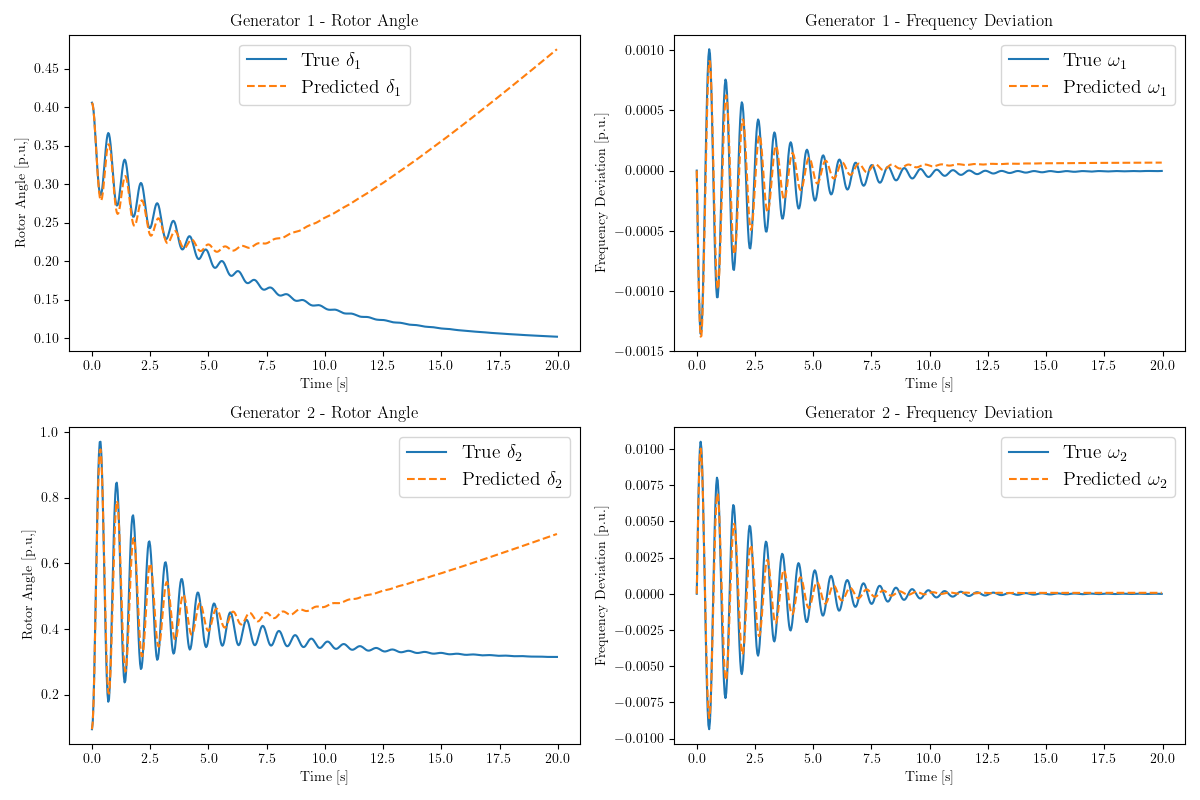 Generator 1 - Rotor Angle
True δ₁
Predicted δ₁
Rotor Angle [p.u.]
0.45
0.40
0.35
0.30
0.25
0.20
0.15
0.10
0.0 2.5 5.0 7.5 10.0 12.5 15.0 17.5 20.0
Time [s]
Generator 1 - Frequency Deviation
True ω₁
Predicted ω₁
Frequency Deviation [p.u.]
0.0010
0.0005
0.0000
−0.0005
−0.0010
−0.0015
0.0 2.5 5.0 7.5 10.0 12.5 15.0 17.5 20.0
Time [s]
Generator 2 - Rotor Angle
True δ₂
Predicted δ₂
Rotor Angle [p.u.]
1.0
0.8
0.6
0.4
0.2
0.0 2.5 5.0 7.5 10.0 12.5 15.0 17.5 20.0
Time [s]
Generator 2 - Frequency Deviation
True ω₂
Predicted ω₂
Frequency Deviation [p.u.]
0.0100
0.0075
0.0050
0.0025
0.0000
−0.0025
−0.0050
−0.0075
−0.0100
0.0 2.5 5.0 7.5 10.0 12.5 15.0 17.5 20.0
Time [s]